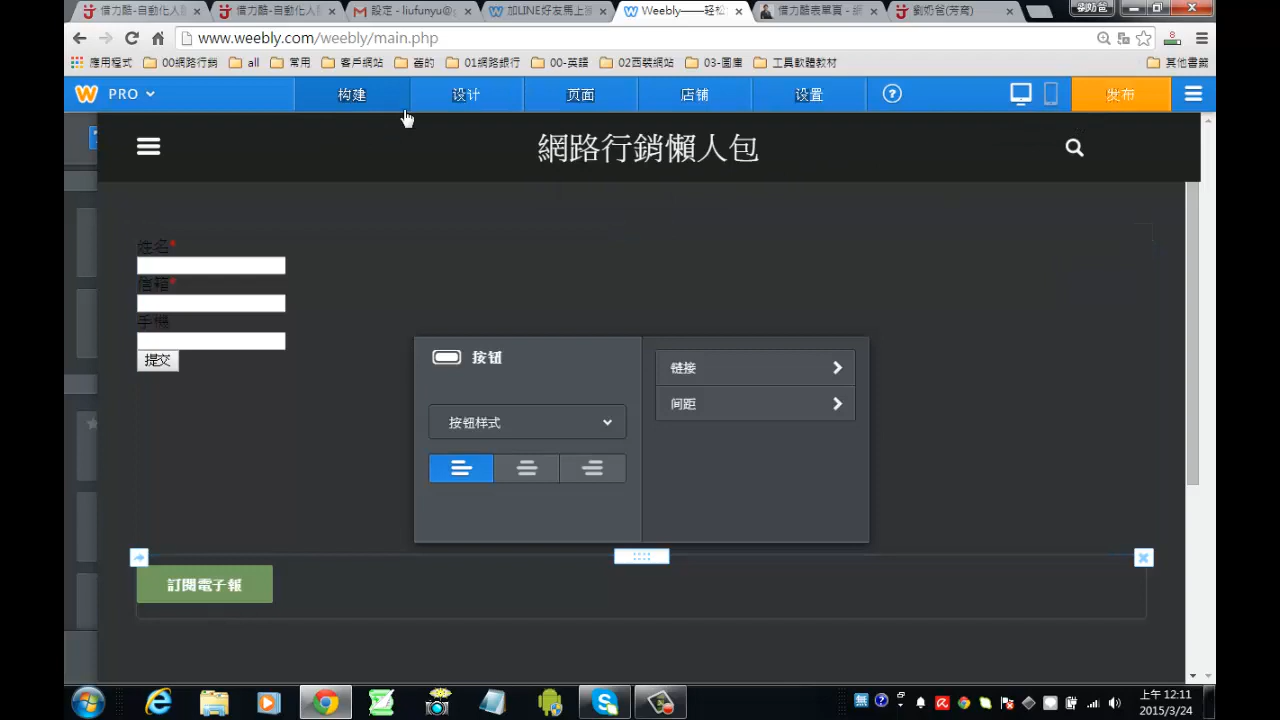 借力酷-自動化人
借力酷-自動化人
設定 - liufunyu@g
加LINE好友馬上
Weebly——轻松
借力酷表單頁 - 網
劉奶爸(芳育)
劉奶爸
www.weebly.com/weebly/main.php
8
應用程式
00網路行銷
all
常用
客戶網站
簽約
01網路銀行
00-英語
02西裝網站
03-圖庫
工具軟體教材
其他書籤
PRO
构建
设计
页面
店铺
设置
发布
網路行銷懶人包
姓名*
信箱*
手機
提交
按钮
链接
间距
按钮样式
訂閱電子報
上午 12:11
2015/3/24